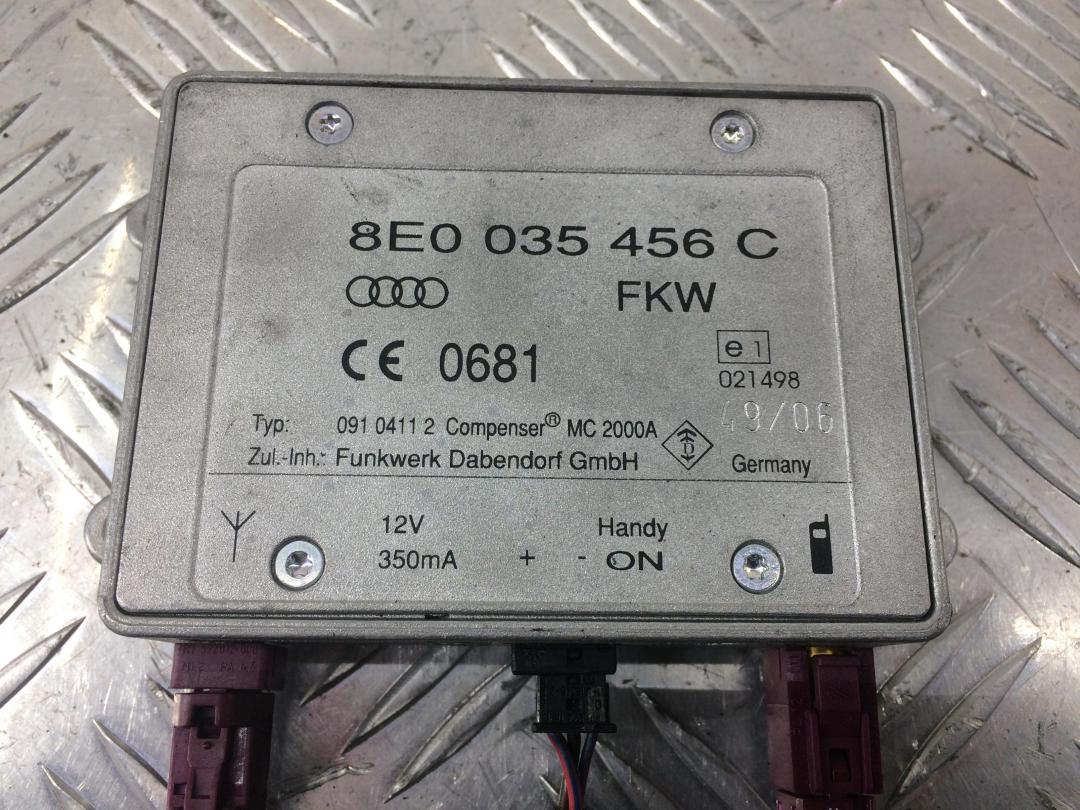 8E0 035 456 C
FKW
CE 0681
e 1
021498
49/06
Typ: 091 0411 2 Compenser® MC 2000A
D
Zul.-Inh.: Funkwerk Dabendorf GmbH
Germany
12V Handy
350mA + - ON